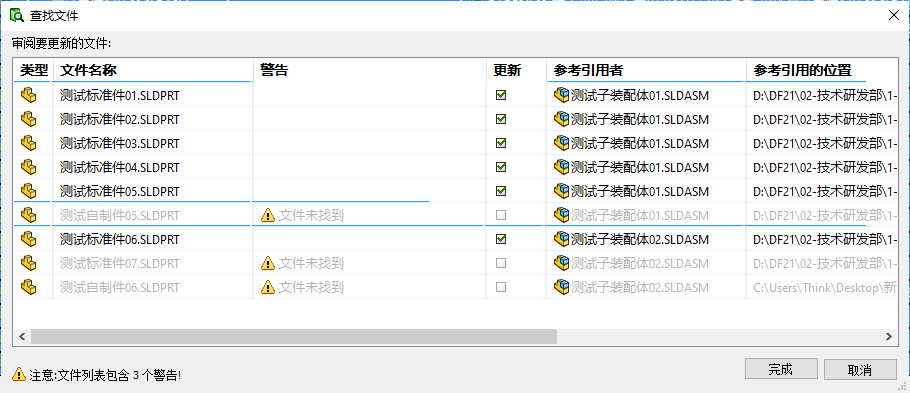 查找文件
审阅要更新的文件:
类型 文件名称 警告 更新 参考引用者 参考引用的位置
测试标准件01.SLDPRT 测试子装配体01.SLDASM D:\DF21\02-技术研发部\1-
测试标准件02.SLDPRT 测试子装配体01.SLDASM D:\DF21\02-技术研发部\1-
测试标准件03.SLDPRT 测试子装配体01.SLDASM D:\DF21\02-技术研发部\1-
测试标准件04.SLDPRT 测试子装配体01.SLDASM D:\DF21\02-技术研发部\1-
测试标准件05.SLDPRT 测试子装配体01.SLDASM D:\DF21\02-技术研发部\1-
测试自制件05.SLDPRT 文件未找到 测试子装配体01.SLDASM D:\DF21\02-技术研发部\1-
测试标准件06.SLDPRT 测试子装配体02.SLDASM D:\DF21\02-技术研发部\1-
测试标准件07.SLDPRT 文件未找到 测试子装配体02.SLDASM D:\DF21\02-技术研发部\1-
测试自制件06.SLDPRT 文件未找到 测试子装配体02.SLDASM C:\Users\Think\Desktop\新
注意:文件列表包含 3 个警告!
完成 取消